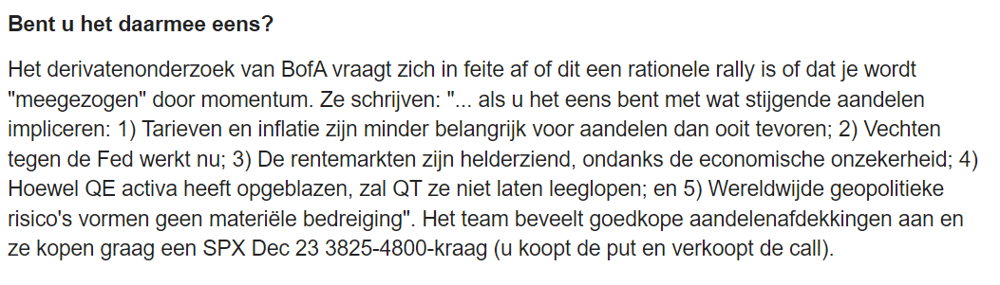 Bent u het daarmee eens?
Het derivatenonderzoek van BofA vraagt zich in feite af of dit een rationele rally is of dat je wordt
"meegezogen" door momentum. Ze schrijven: "... als u het eens bent met wat stijgende aandelen
impliceren: 1) Tarieven en inflatie zijn minder belangrijk voor aandelen dan ooit tevoren; 2) Vechten
tegen de Fed werkt nu; 3) De rentemarkten zijn helderziend, ondanks de economische onzekerheid; 4)
Hoewel QE activa heeft opgeblazen, zal QT ze niet laten leeglopen; en 5) Wereldwijde geopolitieke
risico's vormen geen materiële bedreiging". Het team beveelt goedkope aandelenafdekkingen aan en
ze kopen graag een SPX Dec 23 3825-4800-kraag (u koopt de put en verkoopt de call).